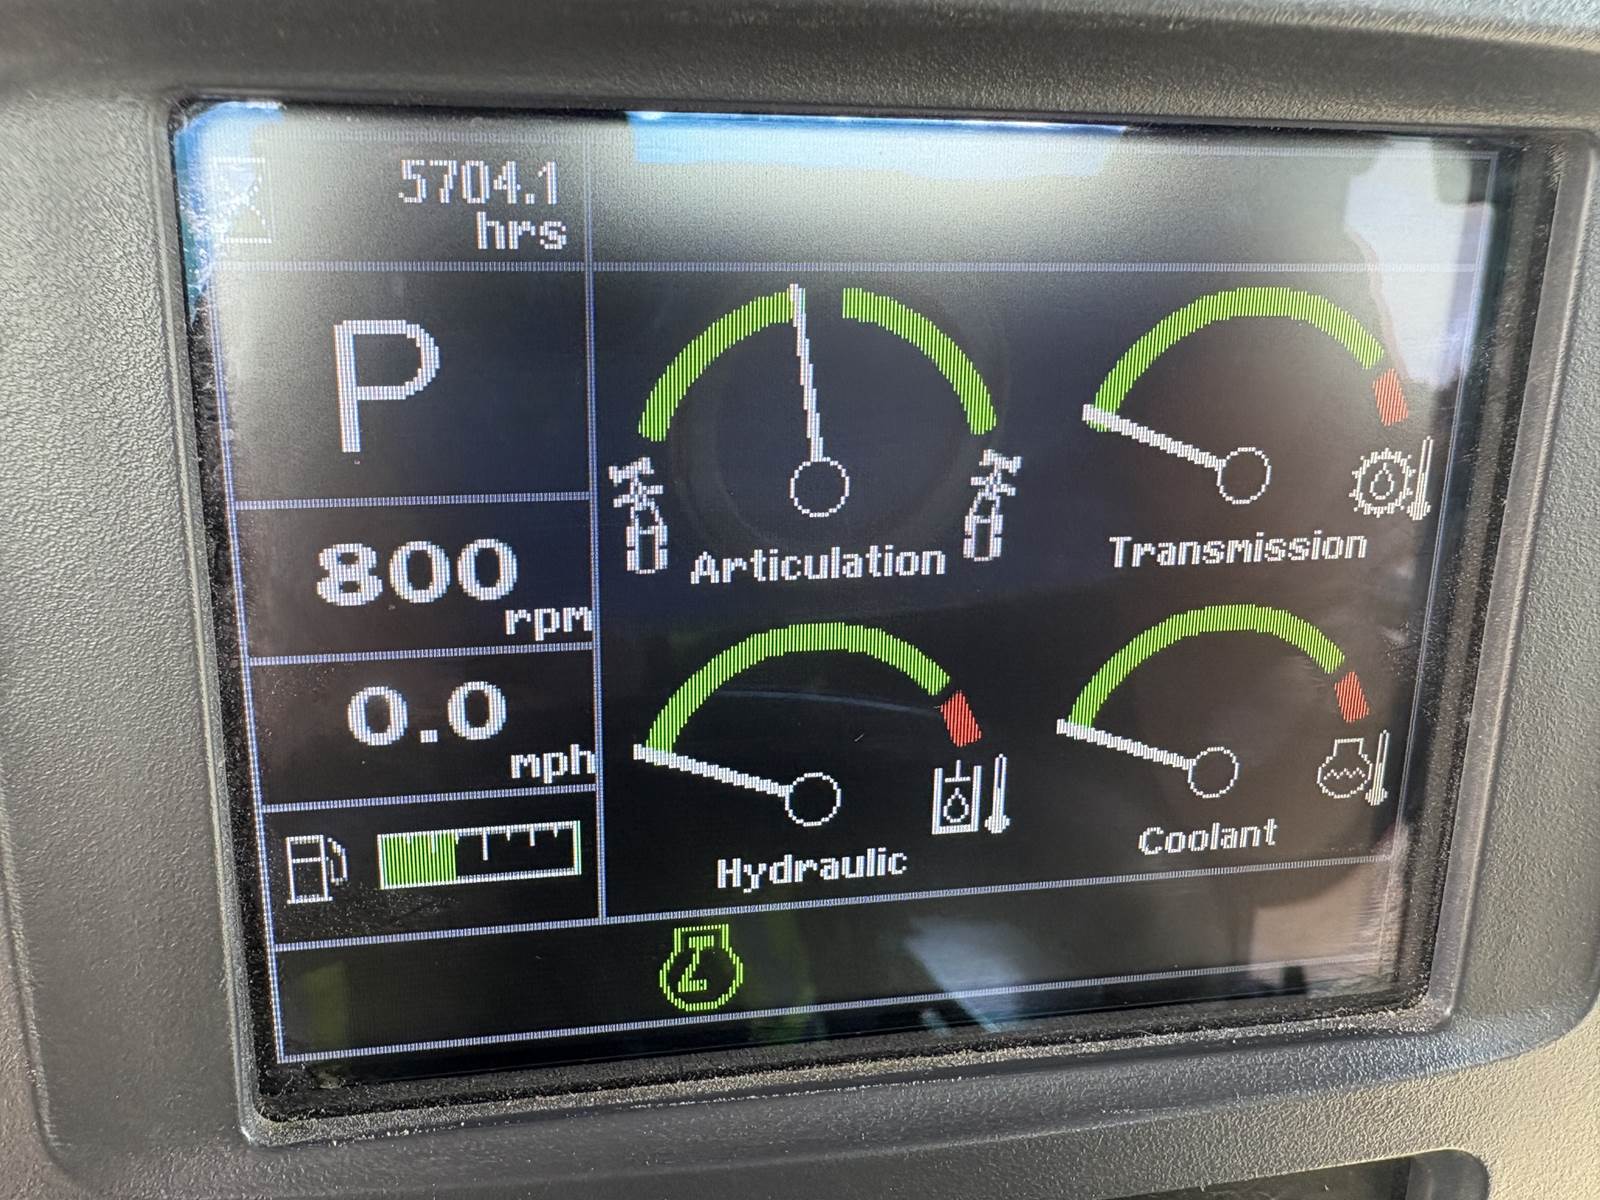 5704.1
hrs
P
800
rpm
0.0
mph
Articulation
Transmission
Hydraulic
Coolant